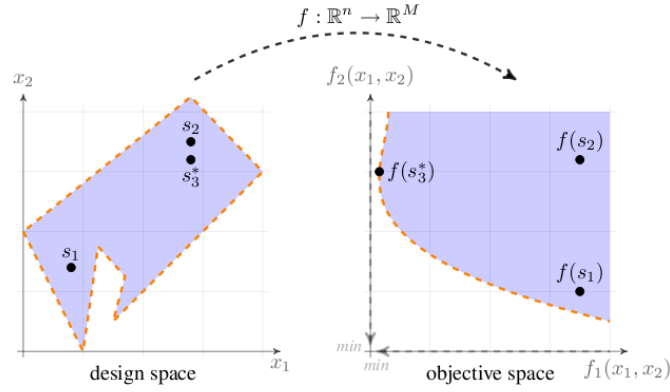 f : ℝⁿ → ℝᴹ
x₂
s₂
s₃*
s₁
x₁
design space
f₂(x₁, x₂)
f(s₂)
f(s₃*)
f(s₁)
min
min
f₁(x₁, x₂)
objective space